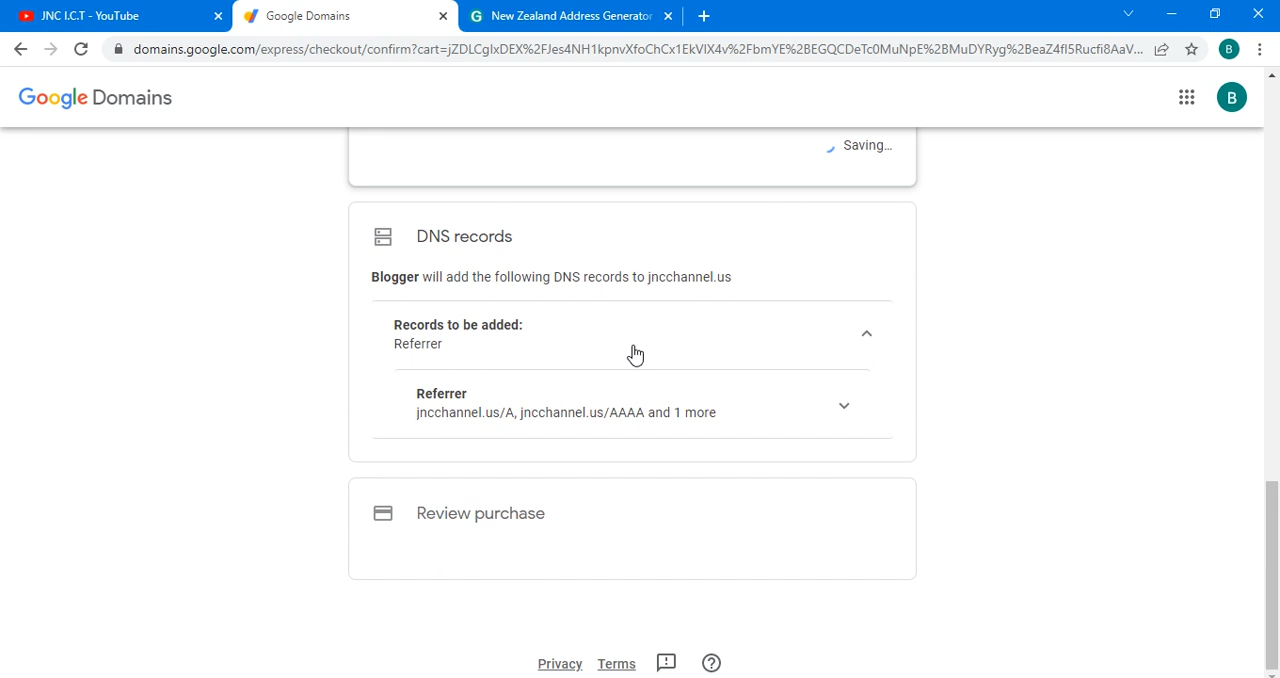 JNC I.C.T - YouTube
Google Domains
G New Zealand Address Generator
domains.google.com/express/checkout/confirm?cart=jZDLCglxDEX%2FJes4NH1kpnvXfoChCx1EkVlX4v%2FbmYE%2BEGQCDeTc0MuNpE%2BMuDYRyg%2BeaZ4fl5Rucfi8AaV...
B
Google Domains
B
Saving...
DNS records
Blogger will add the following DNS records to jncchannel.us
Records to be added:
Referrer
Referrer
jncchannel.us/A, jncchannel.us/AAAA and 1 more
Review purchase
Privacy
Terms